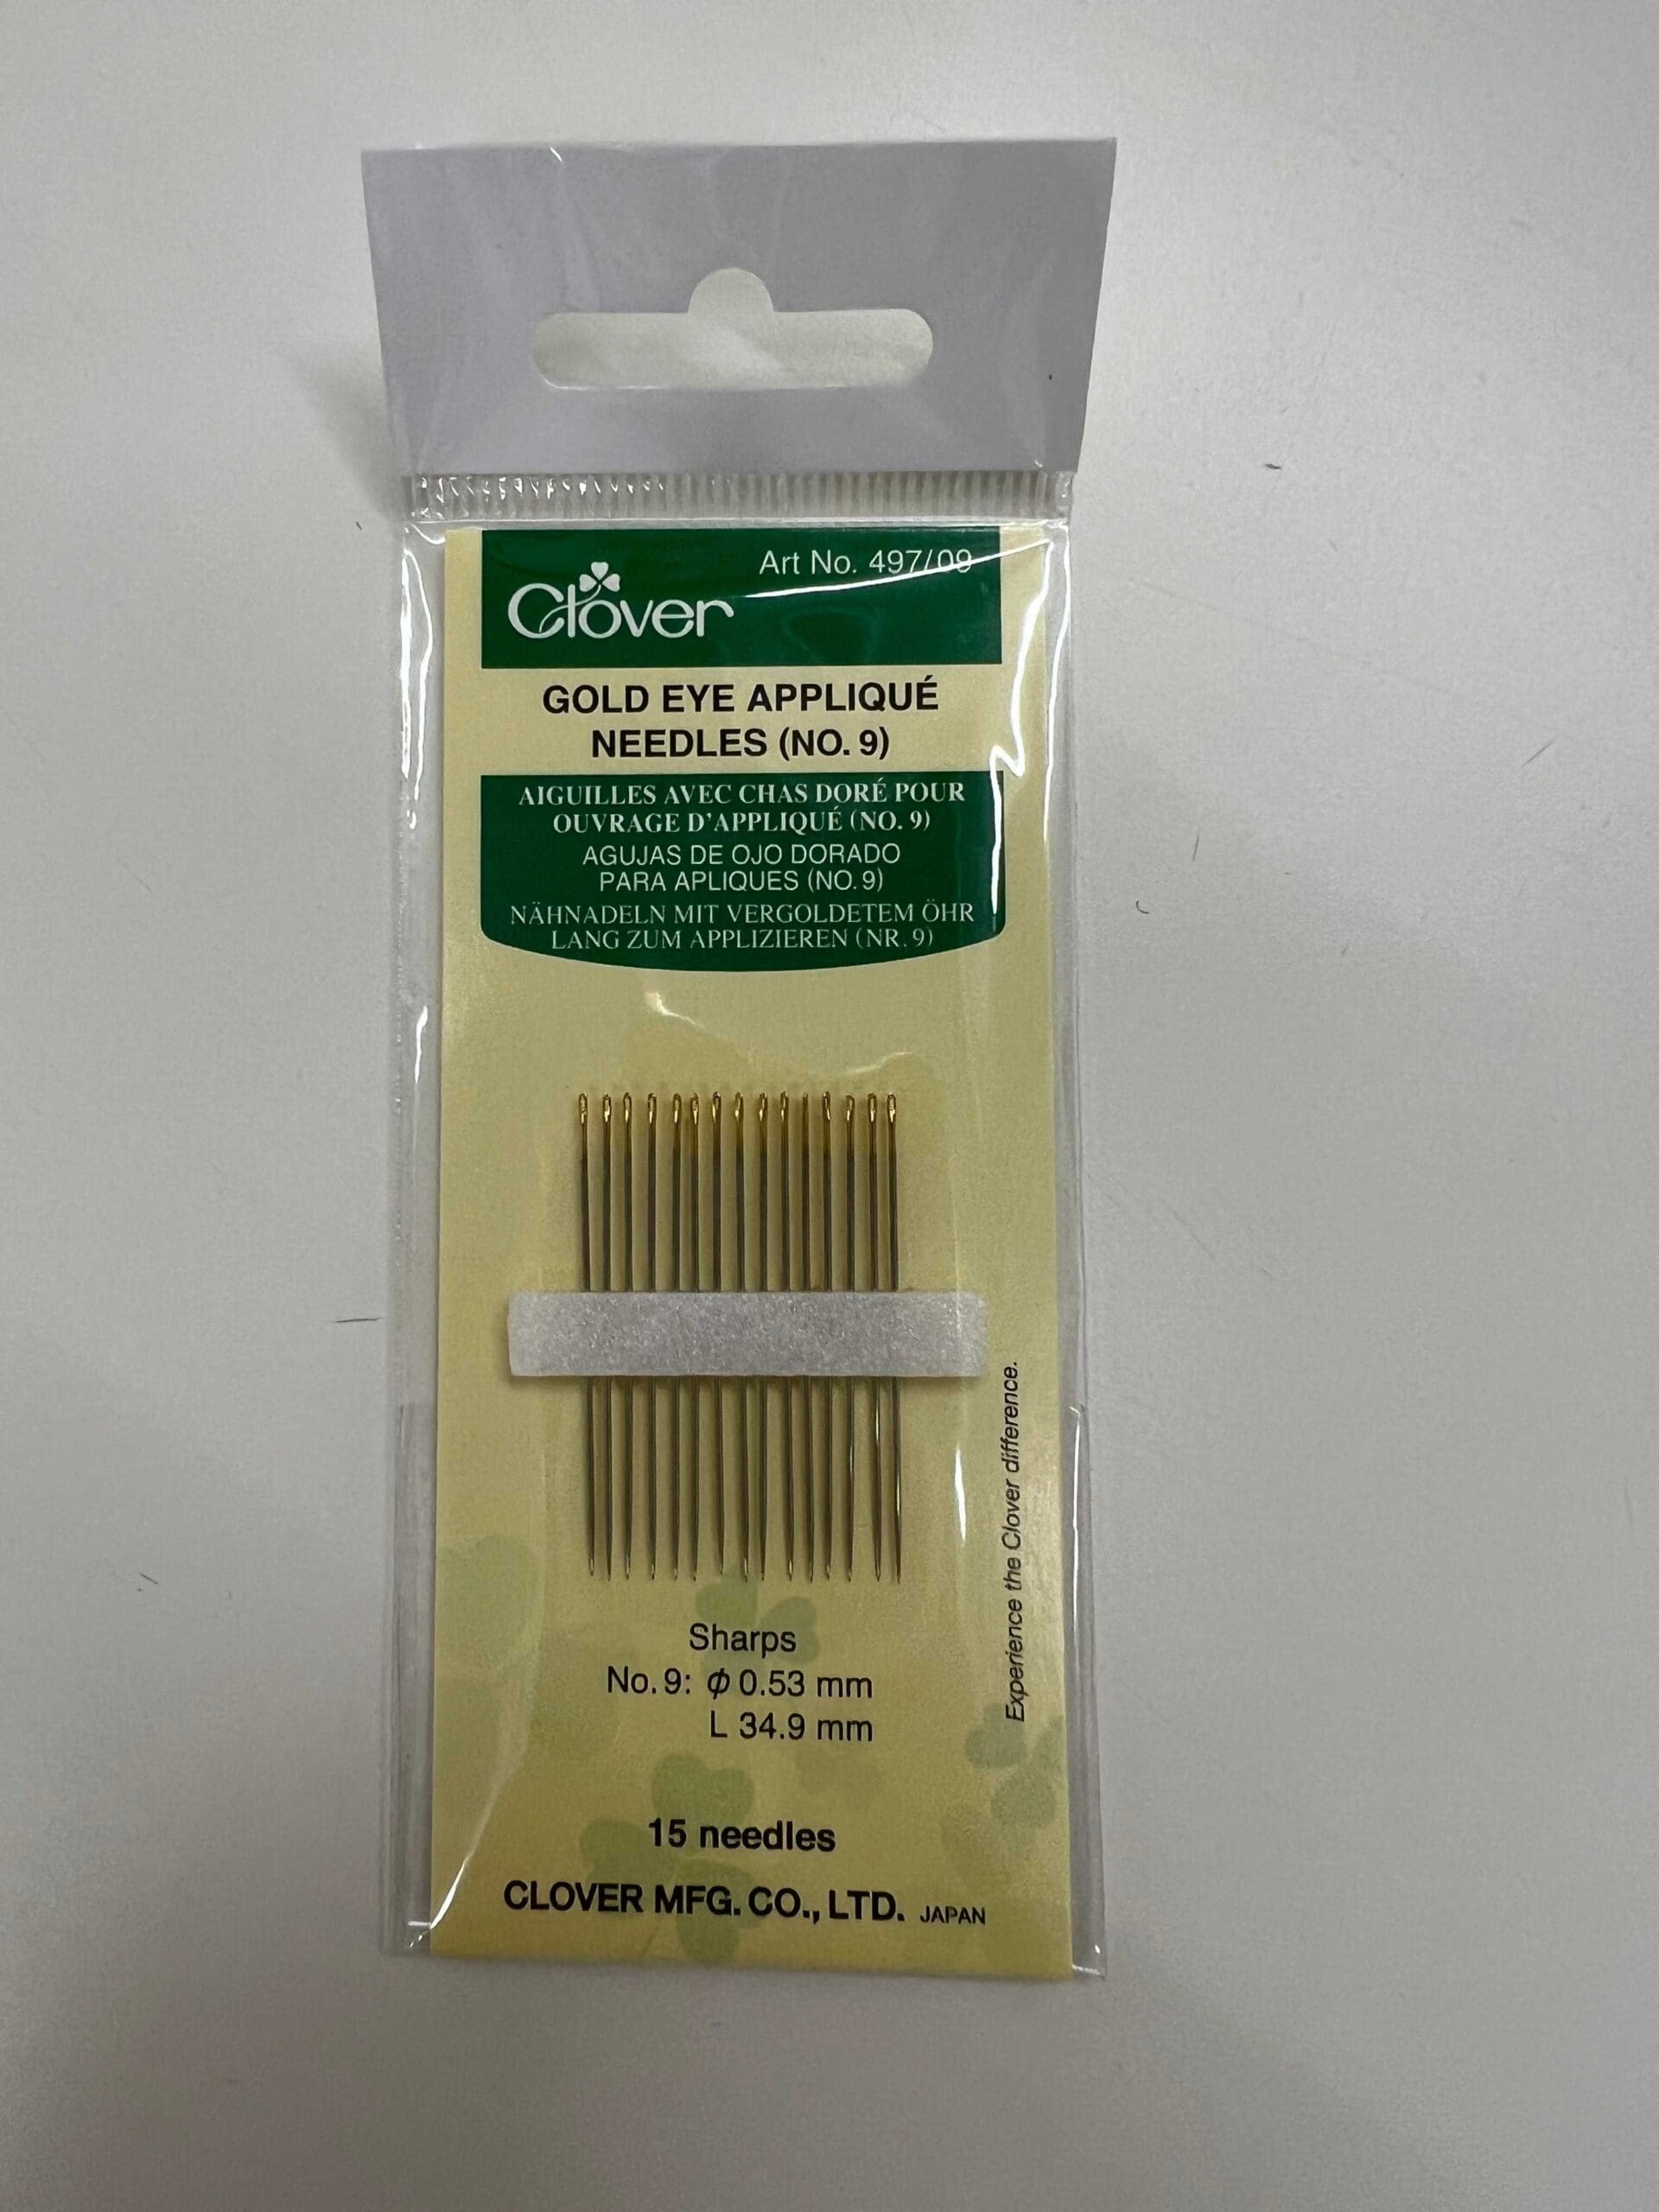 Art No. 497/09
Clover
GOLD EYE APPLIQUÉ
NEEDLES (NO. 9)
AIGUILLES AVEC CHAS DORÉ POUR
OUVRAGE D'APPLIQUÉ (NO. 9)
AGUJAS DE OJO DORADO
PARA APLIQUES (NO. 9)
NÄHNADELN MIT VERGOLDETEM ÖHR
LANG ZUM APPLIZIEREN (NR. 9)
Experience the Clover difference.
Sharps
No. 9: ϕ 0.53 mm
L 34.9 mm
15 needles
CLOVER MFG. CO., LTD. JAPAN